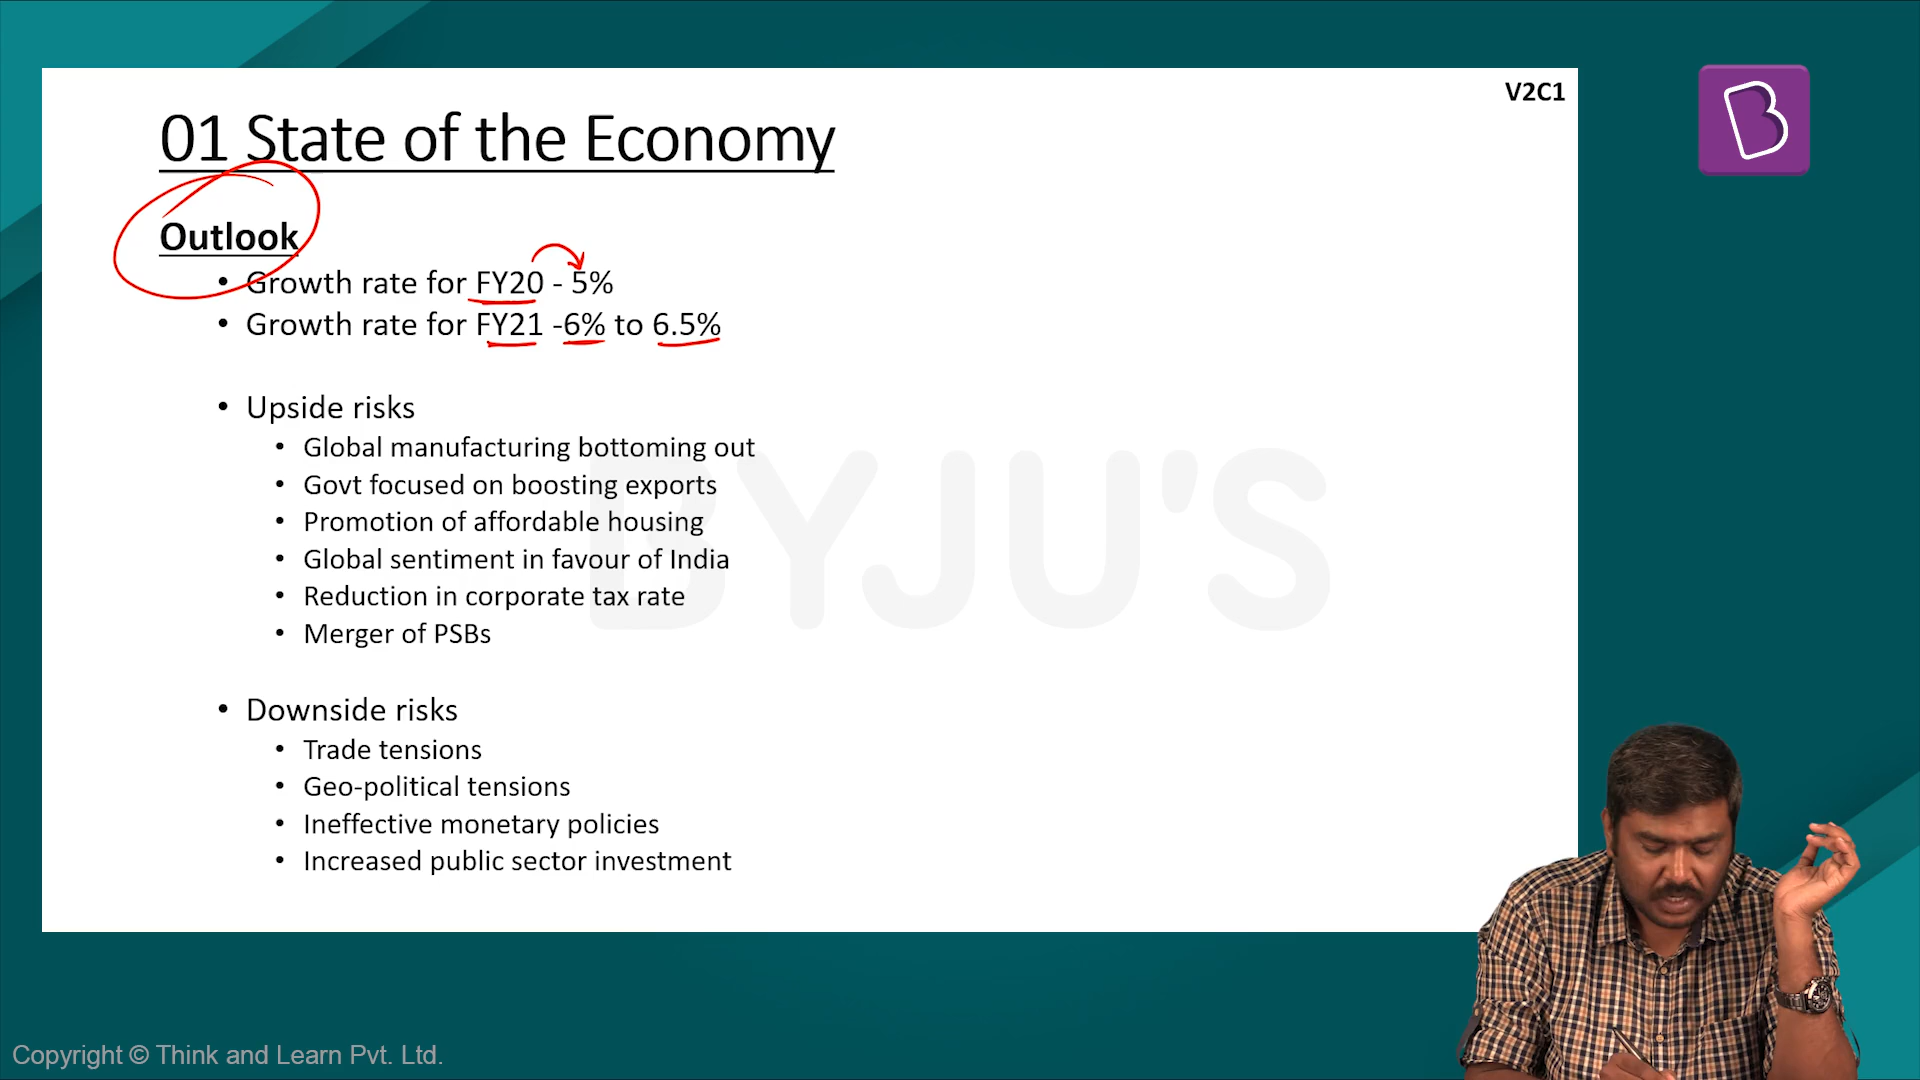 V2C1
01 State of the Economy
Outlook
• Growth rate for FY20 - 5%
• Growth rate for FY21 -6% to 6.5%
• Upside risks
• Global manufacturing bottoming out
• Govt focused on boosting exports
• Promotion of affordable housing
• Global sentiment in favour of India
• Reduction in corporate tax rate
• Merger of PSBs
• Downside risks
• Trade tensions
• Geo-political tensions
• Ineffective monetary policies
• Increased public sector investment
BYJU'S
B
Copyright © Think and Learn Pvt. Ltd.